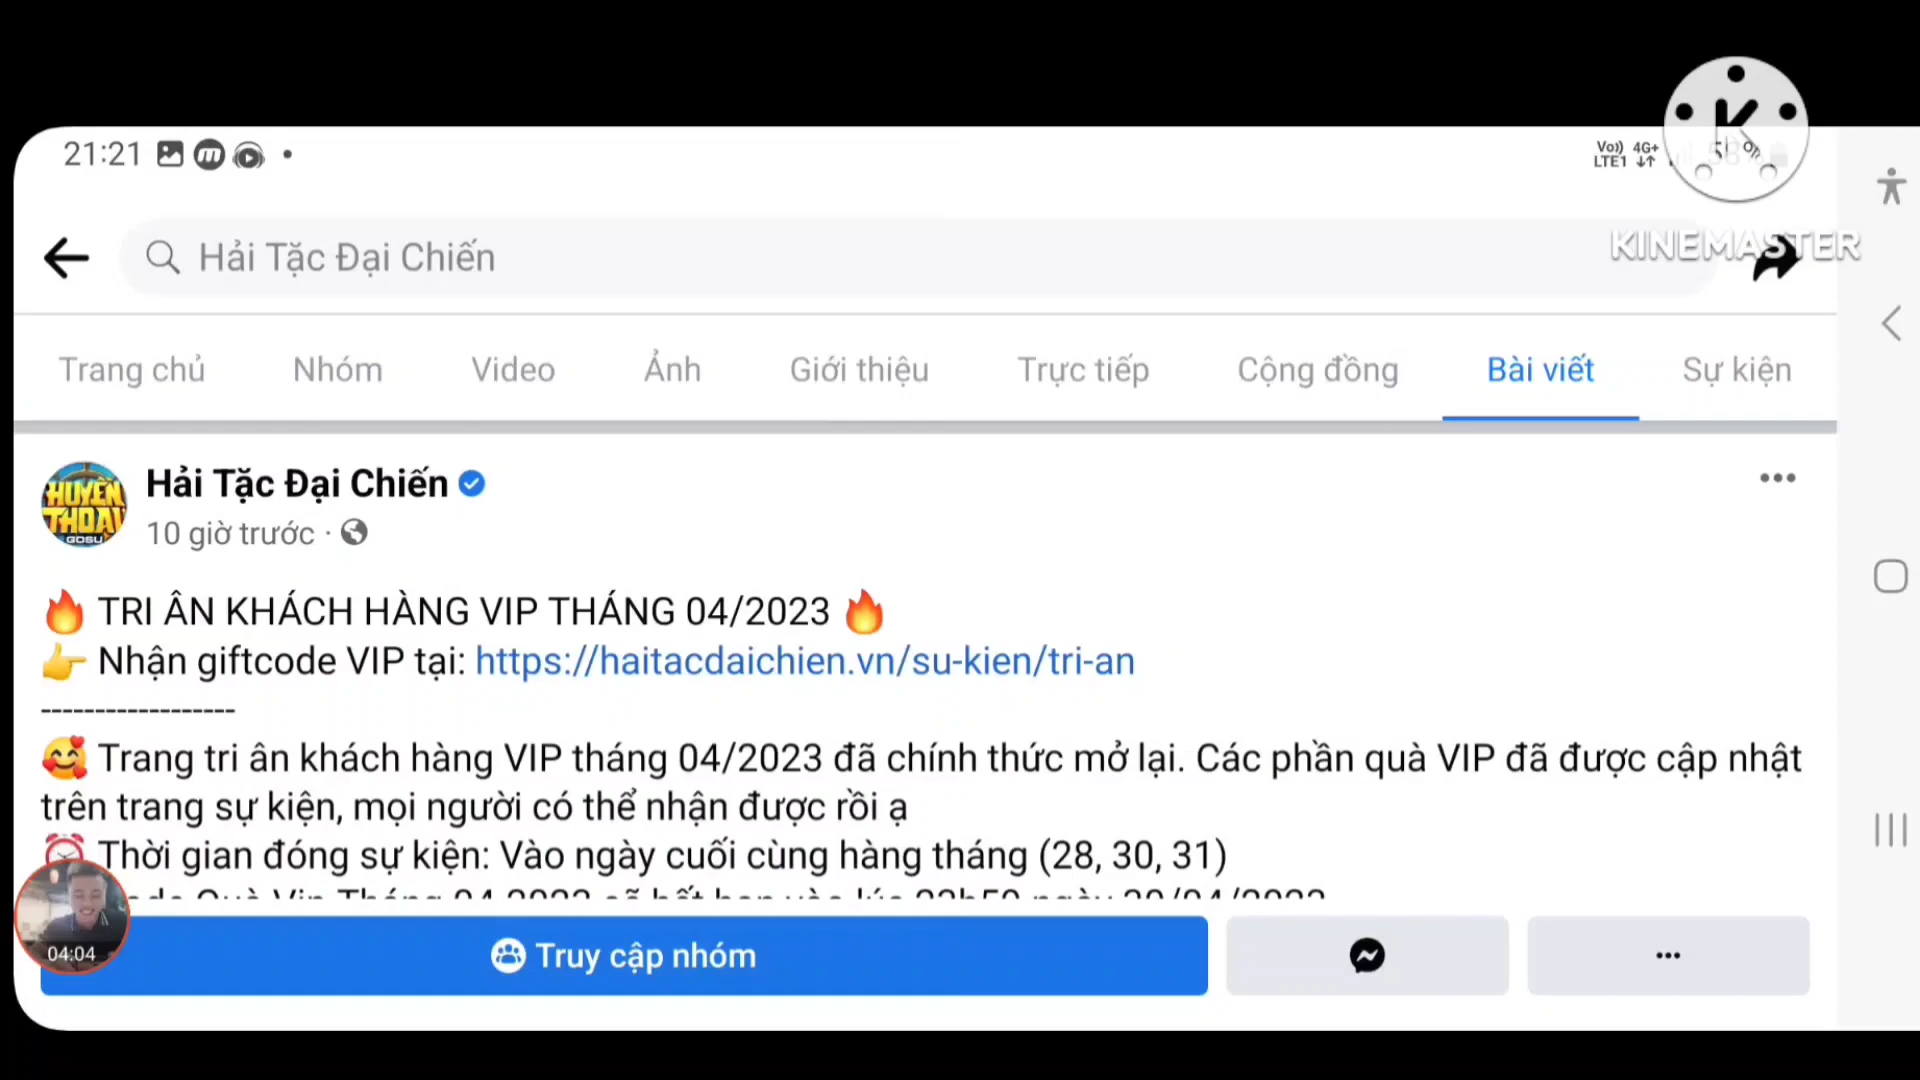 21:21
Vo)) 4G+
LTE1
KINEMASTER
Hải Tặc Đại Chiến
Trang chủ Nhóm Video Ảnh Giới thiệu Trực tiếp Cộng đồng Bài viết Sự kiện
HUYỀN THOẠI GOSU
Hải Tặc Đại Chiến
10 giờ trước ·
🔥 TRI ÂN KHÁCH HÀNG VIP THÁNG 04/2023 🔥
👉 Nhận giftcode VIP tại: https://haitacdaichien.vn/su-kien/tri-an
------------------
🥰 Trang tri ân khách hàng VIP tháng 04/2023 đã chính thức mở lại. Các phần quà VIP đã được cập nhật
trên trang sự kiện, mọi người có thể nhận được rồi ạ
⏰ Thời gian đóng sự kiện: Vào ngày cuối cùng hàng tháng (28, 30, 31)
04:04
Truy cập nhóm